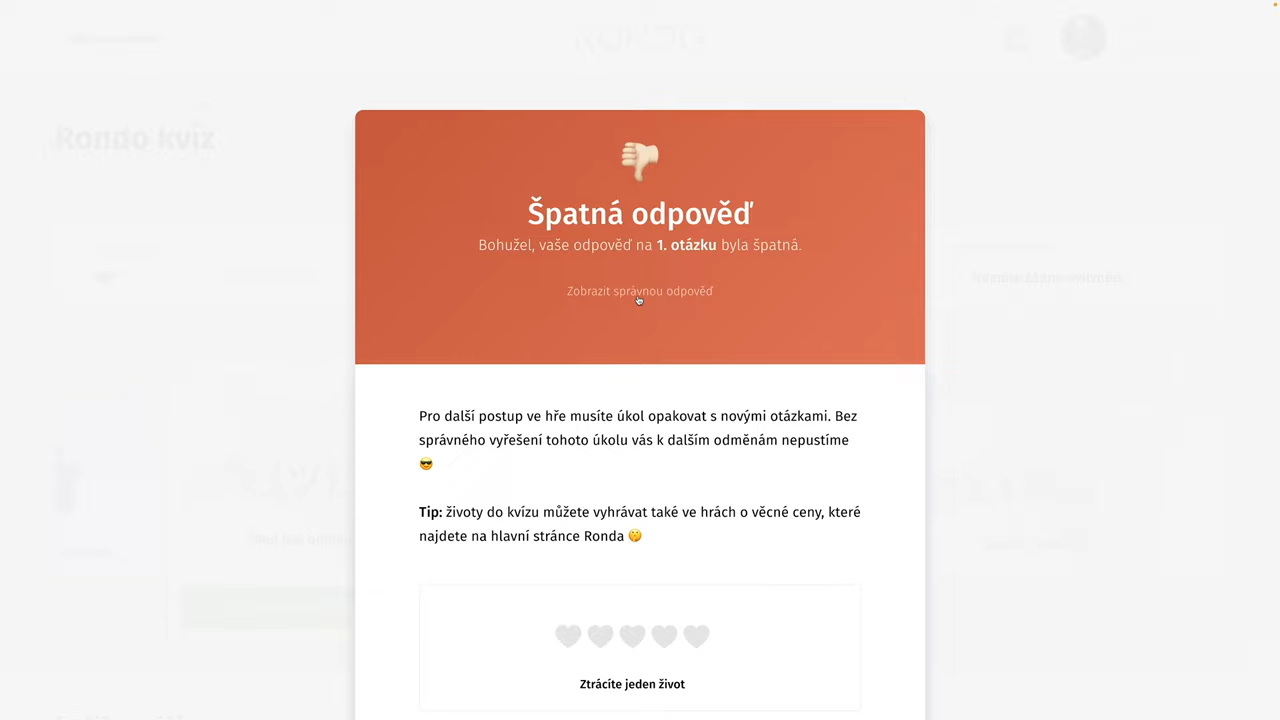 Rondo kvíz
Špatná odpověď
Bohužel, vaše odpověď na 1. otázku byla špatná.
Zobrazit správnou odpověď
Pro další postup ve hře musíte úkol opakovat s novými otázkami. Bez
správného vyřešení tohoto úkolu vás k dalším odměnám nepustíme
😎
Tip: životy do kvízu můžete vyhrávat také ve hrách o věcné ceny, které
najdete na hlavní stránce Ronda 🤫
Ztrácíte jeden život